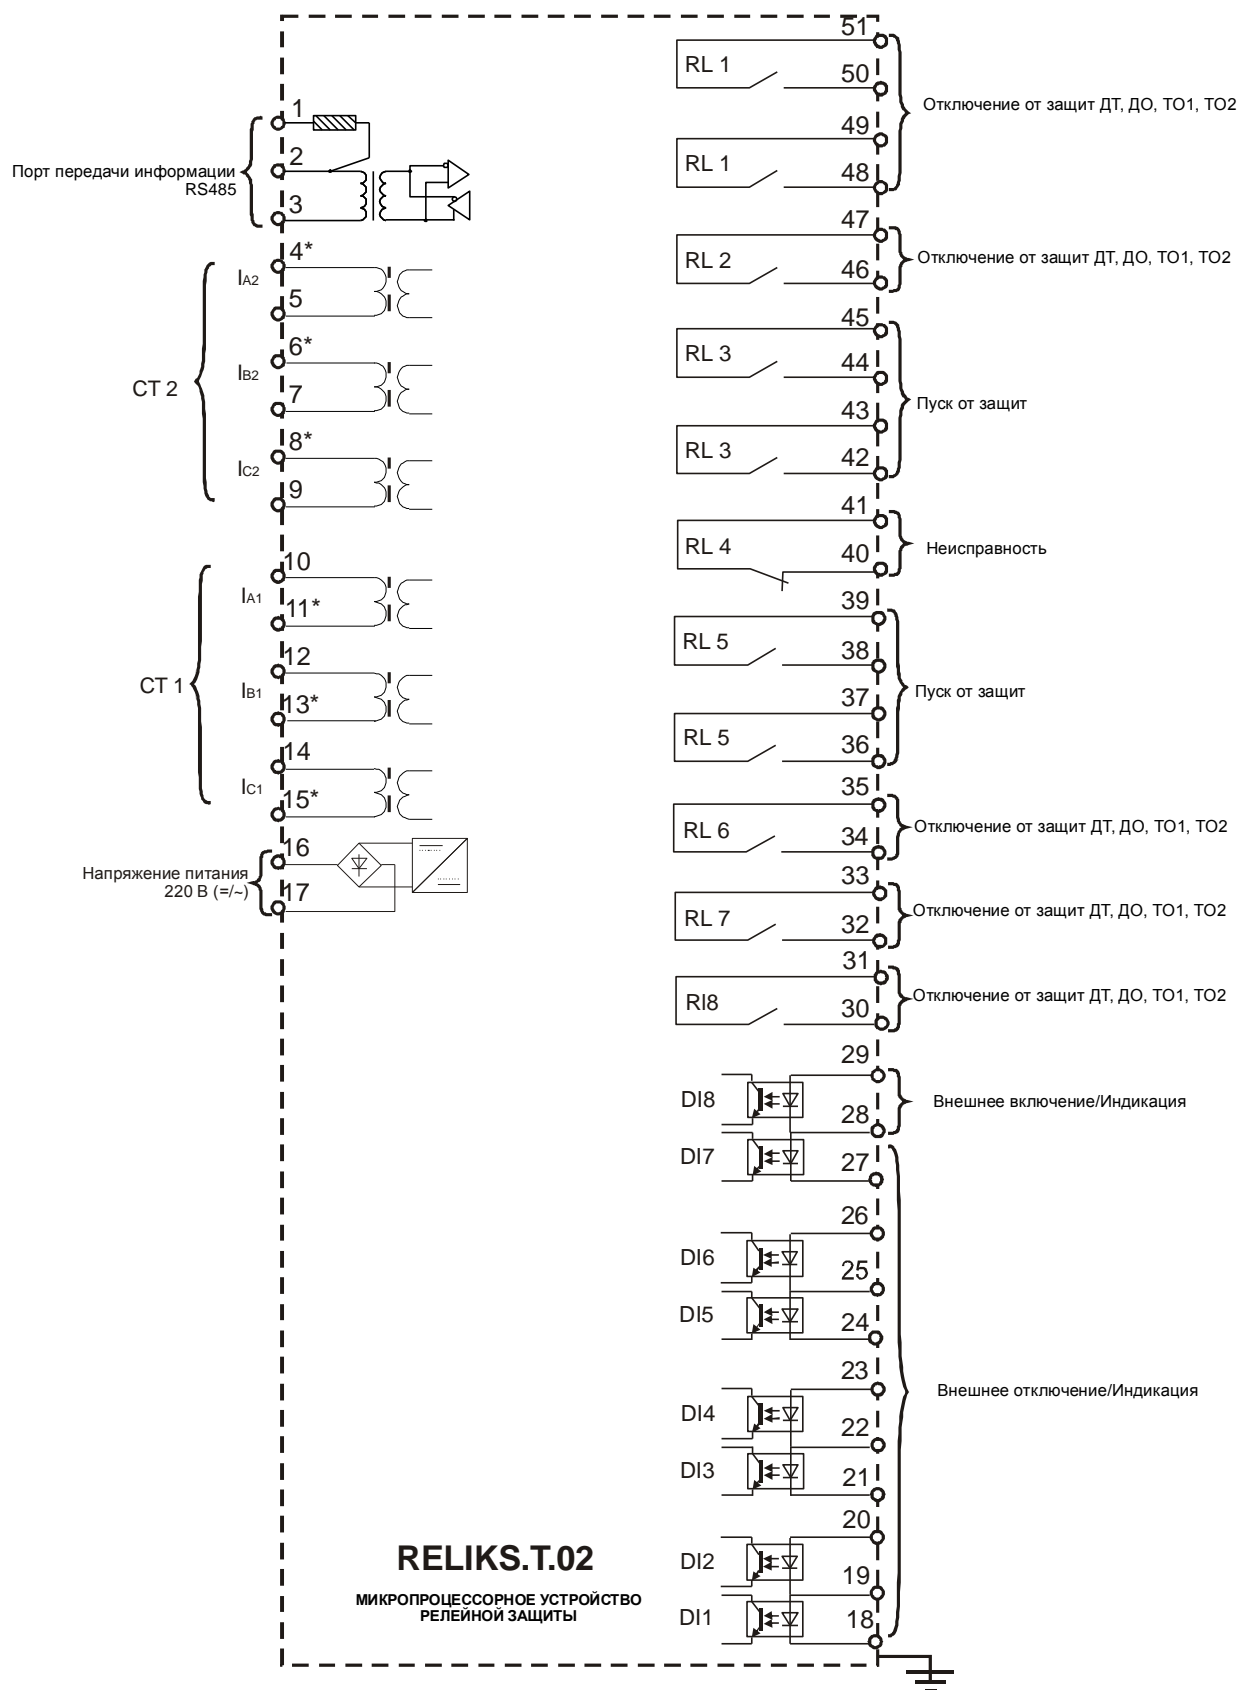 1
2
3
Порт передачи информации
RS485
4*
IA2
5
6*
IB2
7
CT 2
8*
IC2
9
10
IA1
11*
12
CT 1
IB1
13*
14
IC1
15*
16
Напряжение питания
220 В (=/~)
17
51
RL 1
50
Отключение от защит ДТ, ДО, ТО1, ТО2
49
RL 1
48
47
RL 2
46
Отключение от защит ДТ, ДО, ТО1, ТО2
45
RL 3
44
Пуск от защит
43
RL 3
42
41
RL 4
40
Неисправность
39
RL 5
38
Пуск от защит
37
RL 5
36
35
RL 6
34
Отключение от защит ДТ, ДО, ТО1, ТО2
33
RL 7
32
Отключение от защит ДТ, ДО, ТО1, ТО2
31
Rl8
30
Отключение от защит ДТ, ДО, ТО1, ТО2
29
DI8
28
Внешнее включение/Индикация
DI7
27
26
DI6
25
DI5
24
23
Внешнее отключение/Индикация
DI4
22
DI3
21
20
DI2
19
DI1
18
RELIKS.T.02
МИКРОПРОЦЕССОРНОЕ УСТРОЙСТВО
РЕЛЕЙНОЙ ЗАЩИТЫ